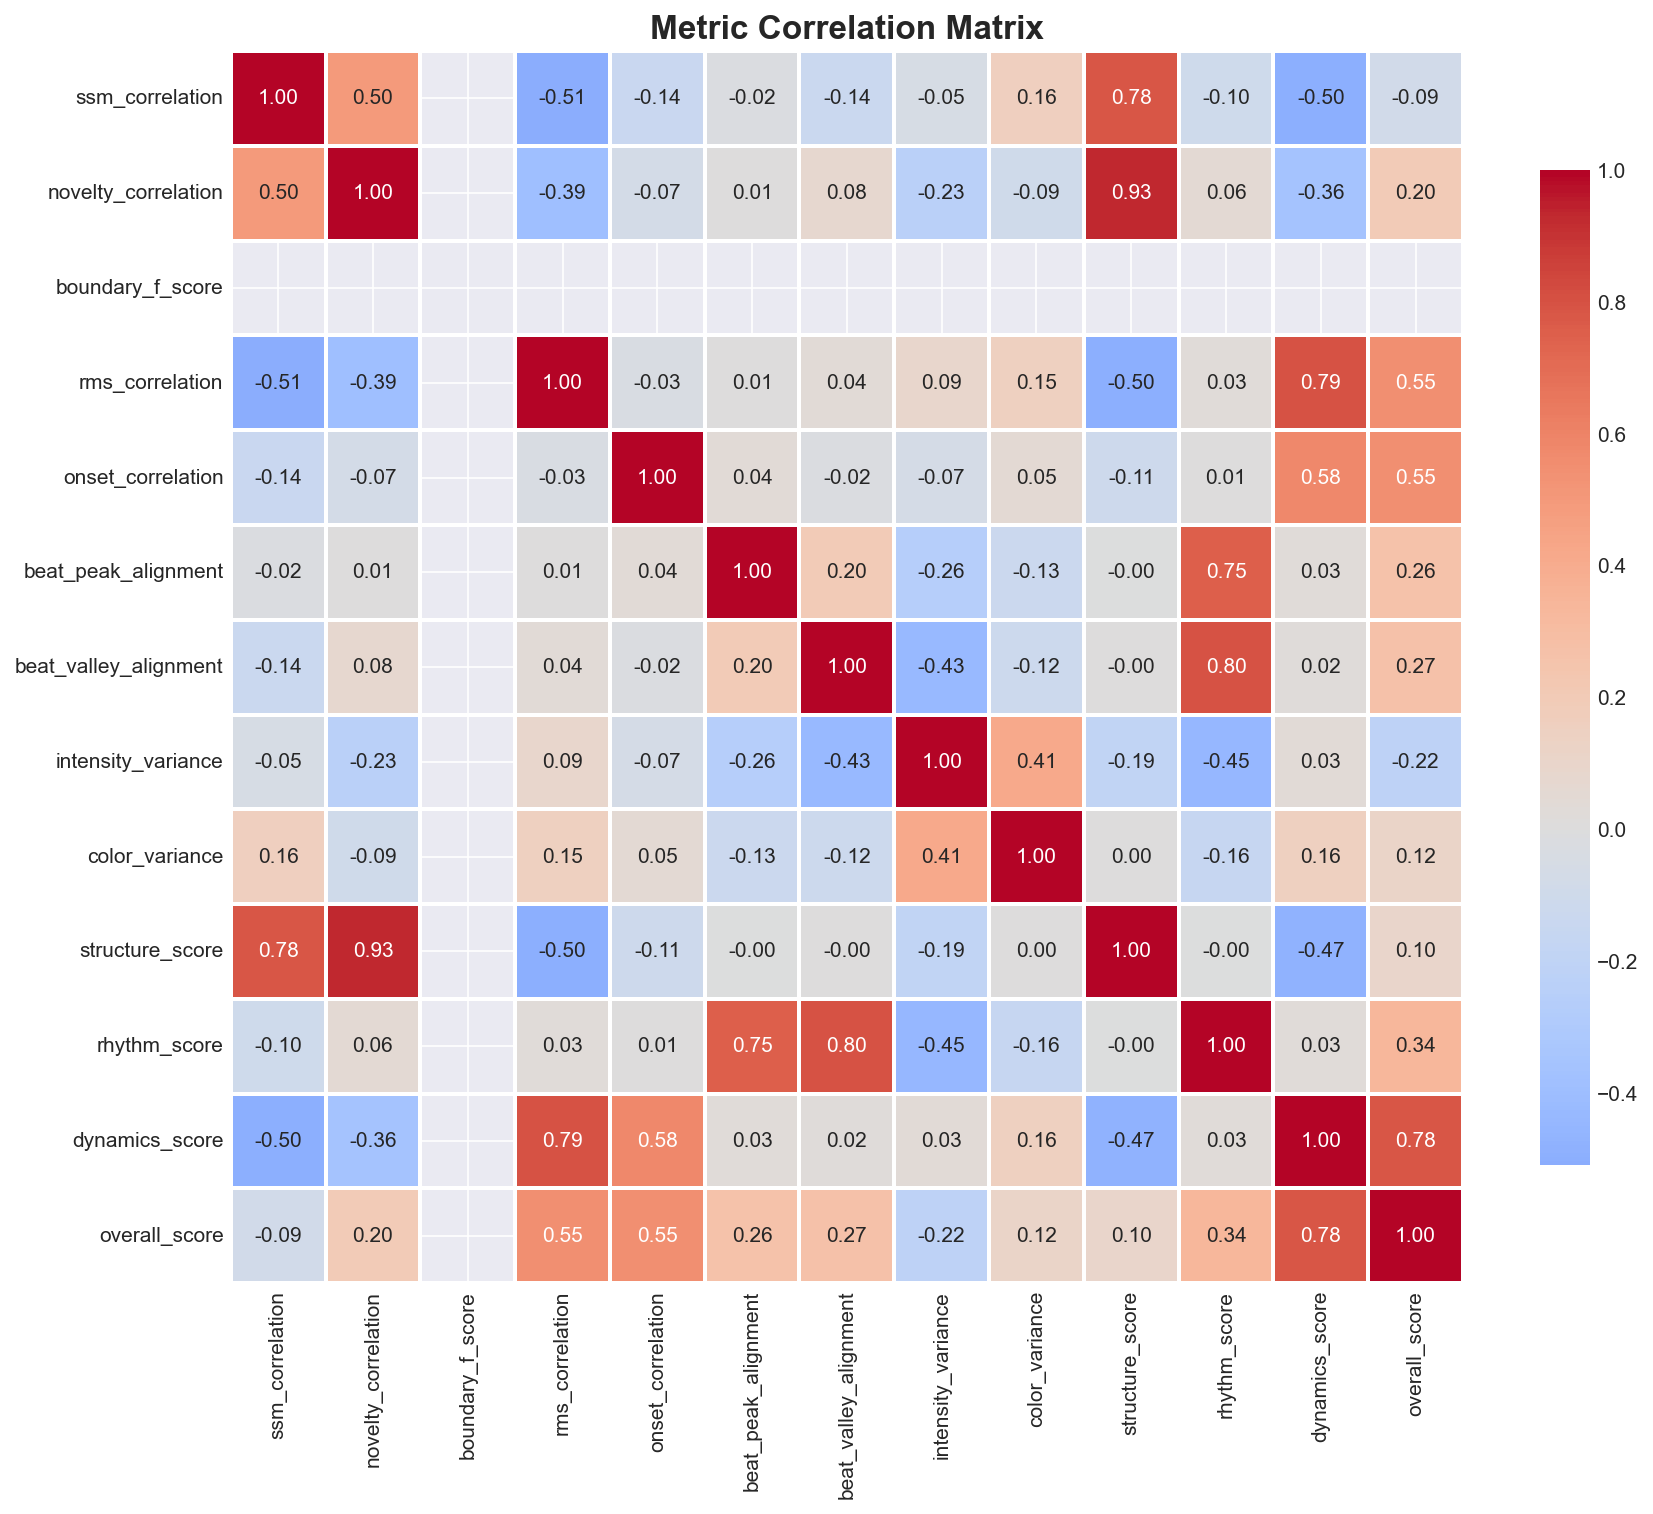 Metric Correlation Matrix
ssm_correlation 1.00 0.50 -0.51 -0.14 -0.02 -0.14 -0.05 0.16 0.78 -0.10 -0.50 -0.09
novelty_correlation 0.50 1.00 -0.39 -0.07 0.01 0.08 -0.23 -0.09 0.93 0.06 -0.36 0.20
boundary_f_score
rms_correlation -0.51 -0.39 1.00 -0.03 0.01 0.04 0.09 0.15 -0.50 0.03 0.79 0.55
onset_correlation -0.14 -0.07 -0.03 1.00 0.04 -0.02 -0.07 0.05 -0.11 0.01 0.58 0.55
beat_peak_alignment -0.02 0.01 0.01 0.04 1.00 0.20 -0.26 -0.13 -0.00 0.75 0.03 0.26
beat_valley_alignment -0.14 0.08 0.04 -0.02 0.20 1.00 -0.43 -0.12 -0.00 0.80 0.02 0.27
intensity_variance -0.05 -0.23 0.09 -0.07 -0.26 -0.43 1.00 0.41 -0.19 -0.45 0.03 -0.22
color_variance 0.16 -0.09 0.15 0.05 -0.13 -0.12 0.41 1.00 0.00 -0.16 0.16 0.12
structure_score 0.78 0.93 -0.50 -0.11 -0.00 -0.00 -0.19 0.00 1.00 -0.00 -0.47 0.10
rhythm_score -0.10 0.06 0.03 0.01 0.75 0.80 -0.45 -0.16 -0.00 1.00 0.03 0.34
dynamics_score -0.50 -0.36 0.79 0.58 0.03 0.02 0.03 0.16 -0.47 0.03 1.00 0.78
overall_score -0.09 0.20 0.55 0.55 0.26 0.27 -0.22 0.12 0.10 0.34 0.78 1.00
ssm_correlation
novelty_correlation
boundary_f_score
rms_correlation
onset_correlation
beat_peak_alignment
beat_valley_alignment
intensity_variance
color_variance
structure_score
rhythm_score
dynamics_score
overall_score
1.0
0.8
0.6
0.4
0.2
0.0
−0.2
−0.4